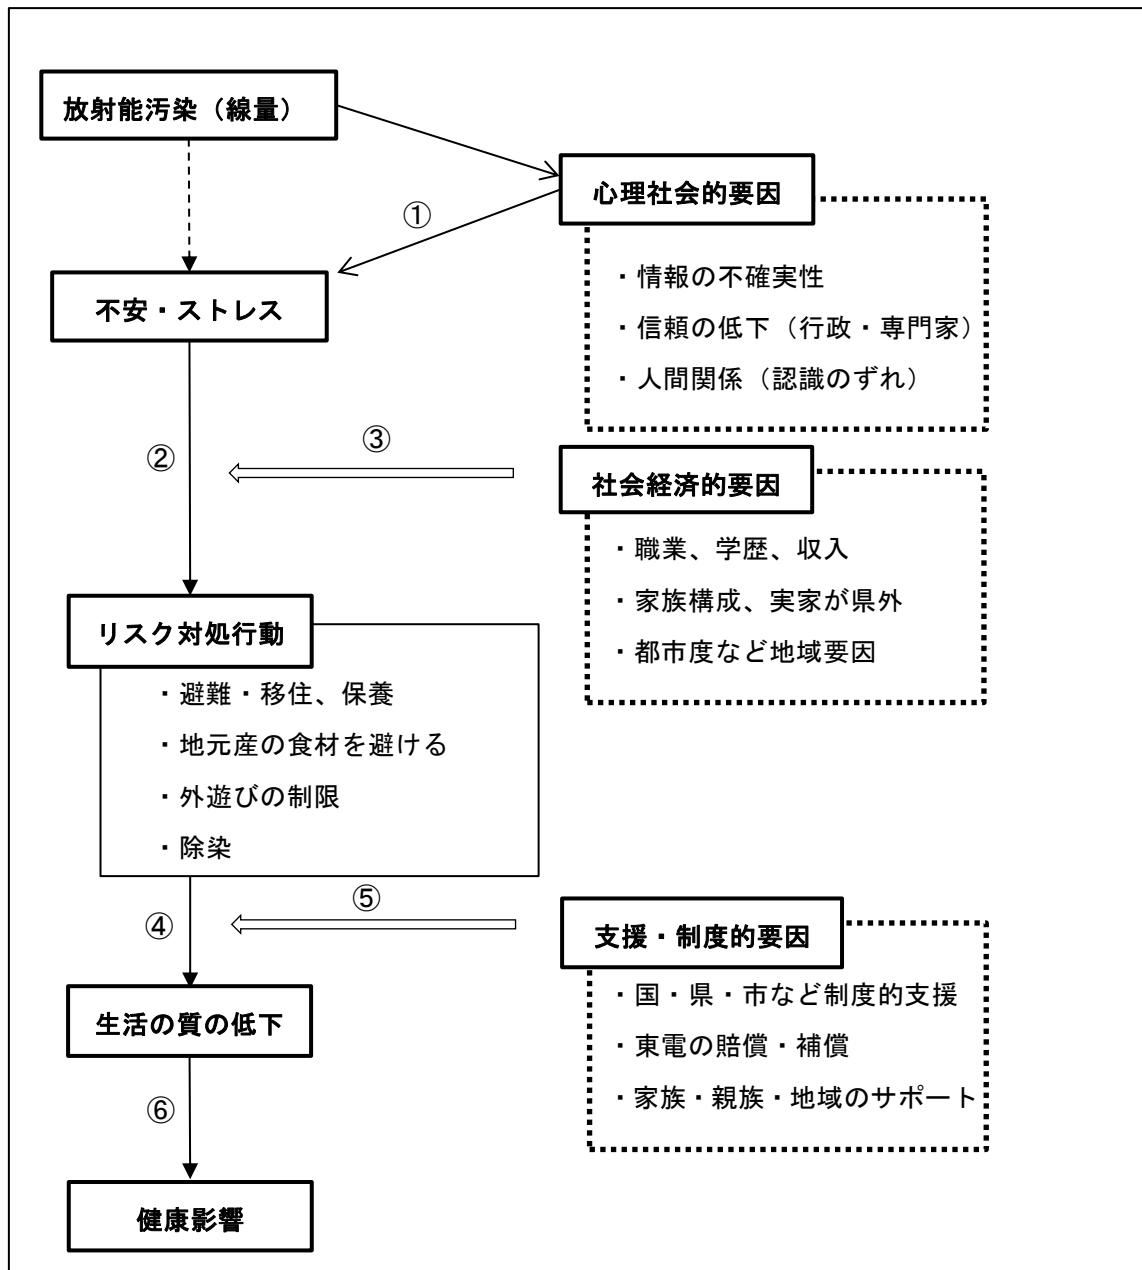 放射能汚染（線量）
心理社会的要因
①
・情報の不確実性
・信頼の低下（行政・専門家）
・人間関係（認識のずれ）
不安・ストレス
②
③
社会経済的要因
・職業、学歴、収入
・家族構成、実家が県外
・都市度など地域要因
リスク対処行動
・避難・移住、保養
・地元産の食材を避ける
・外遊びの制限
・除染
④
⑤
支援・制度的要因
・国・県・市など制度的支援
・東電の賠償・補償
・家族・親族・地域のサポート
生活の質の低下
⑥
健康影響